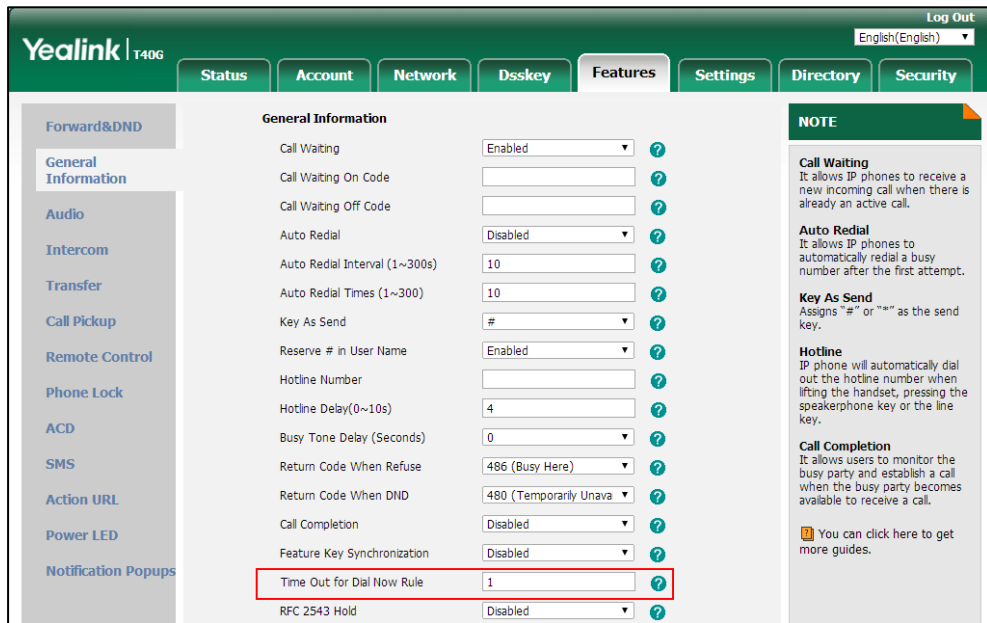 Log Out
Yealink | T40G
English(English)
Status Account Network Dsskey Features Settings Directory Security
Forward&DND
General
Information
Audio
Intercom
Transfer
Call Pickup
Remote Control
Phone Lock
ACD
SMS
Action URL
Power LED
Notification Popups
General Information
Call Waiting Enabled ?
Call Waiting On Code ?
Call Waiting Off Code ?
Auto Redial Disabled ?
Auto Redial Interval (1~300s) 10 ?
Auto Redial Times (1~300) 10 ?
Key As Send # ?
Reserve # in User Name Enabled ?
Hotline Number ?
Hotline Delay(0~10s) 4 ?
Busy Tone Delay (Seconds) 0 ?
Return Code When Refuse 486 (Busy Here) ?
Return Code When DND 480 (Temporarily Unava ?
Call Completion Disabled ?
Feature Key Synchronization Disabled ?
Time Out for Dial Now Rule 1 ?
RFC 2543 Hold Disabled ?
NOTE
Call Waiting
It allows IP phones to receive a
new incoming call when there is
already an active call.
Auto Redial
It allows IP phones to
automatically redial a busy
number after the first attempt.
Key As Send
Assigns "#" or "*" as the send
key.
Hotline
IP phone will automatically dial
out the hotline number when
lifting the handset, pressing the
speakerphone key or the line
key.
Call Completion
It allows users to monitor the
busy party and establish a call
when the busy party becomes
available to receive a call.
? You can click here to get
more guides.